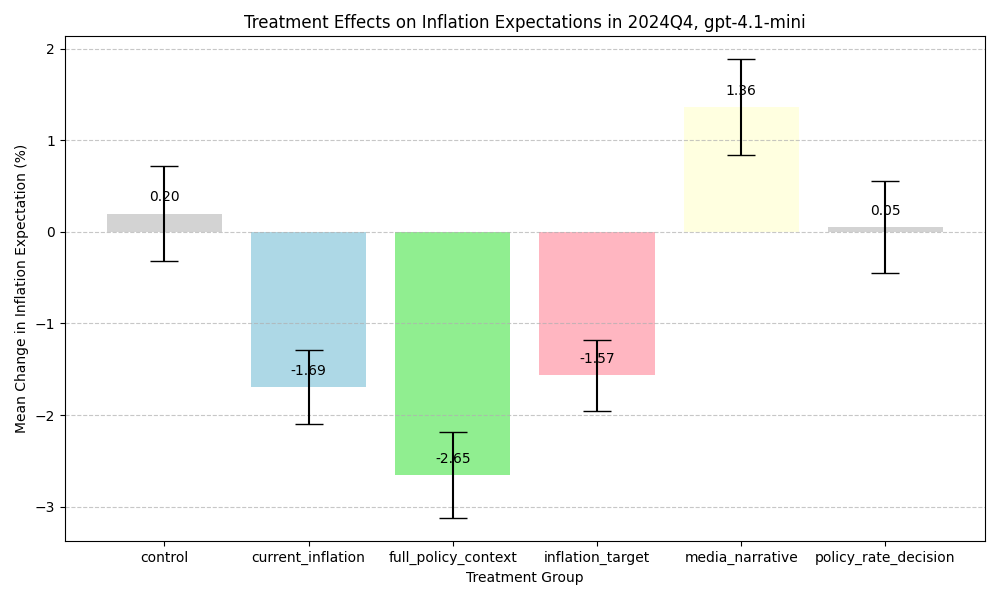 Treatment Effects on Inflation Expectations in 2024Q4, gpt-4.1-mini
Mean Change in Inflation Expectation (%)
2
1
0
−1
−2
−3
0.20
-1.69
-2.65
-1.57
1.36
0.05
control
current_inflation
full_policy_context
inflation_target
media_narrative
policy_rate_decision
Treatment Group